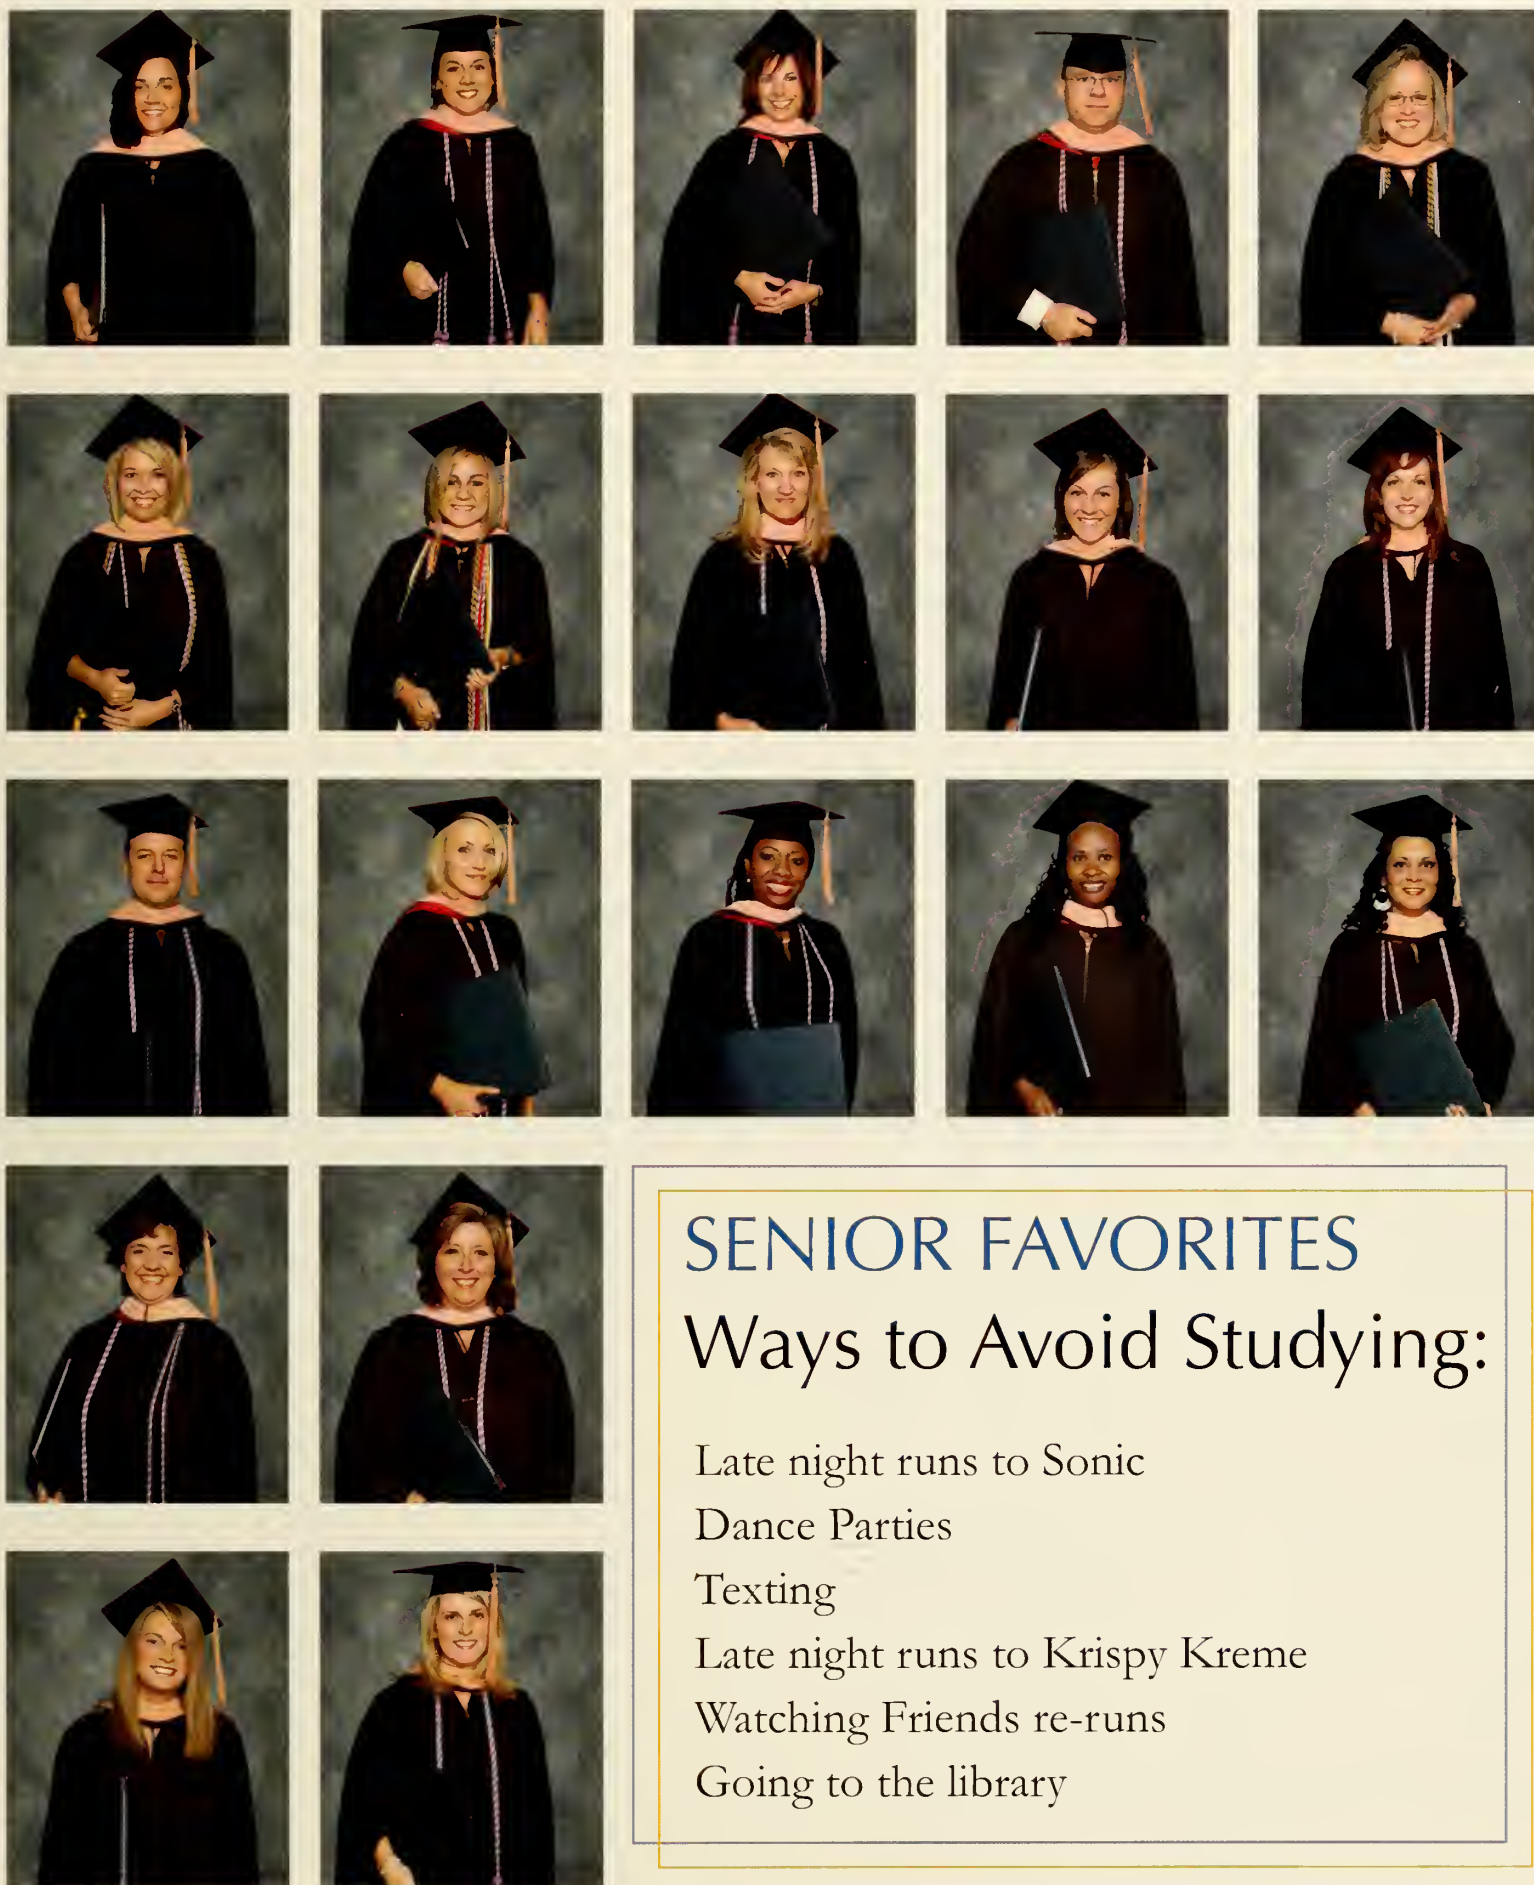 SENIOR FAVORITES
Ways to Avoid Studying:
Late night runs to Sonic
Dance Parties
Texting
Late night runs to Krispy Kreme
Watching Friends re-runs
Going to the library